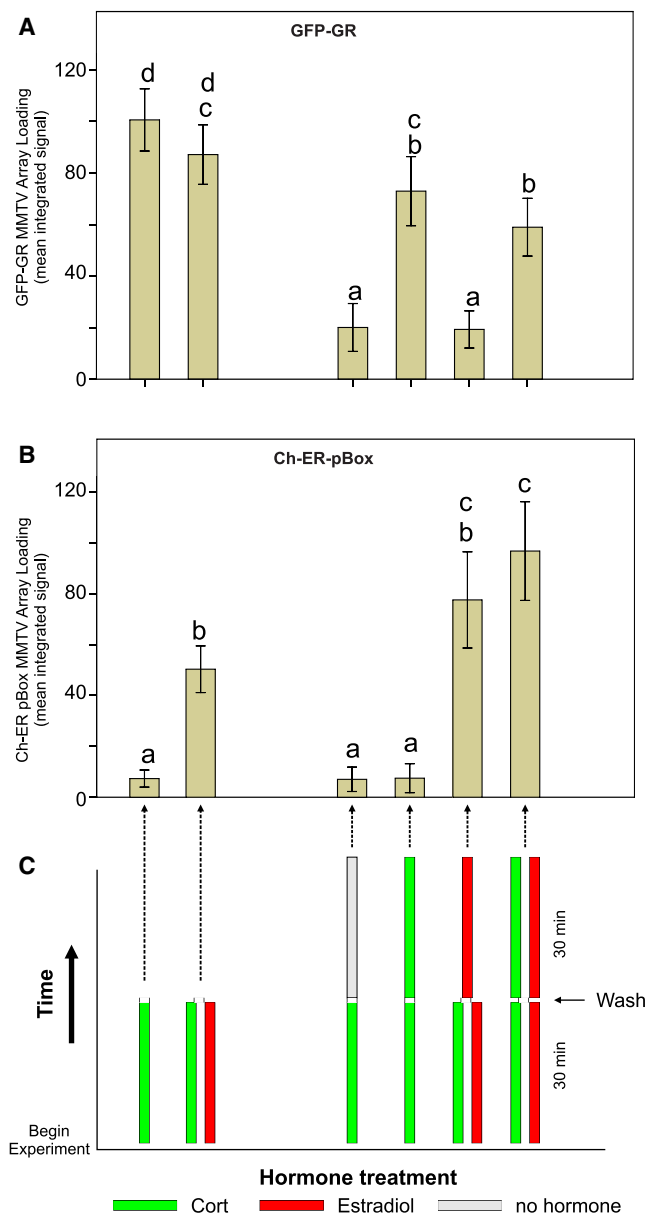 A
GFP-GR
GFP-GR MMTV Array Loading
(mean integrated signal)
120
80
40
0
d
d
c
a
c
b
a
b
B
Ch-ER-pBox
Ch-ER pBox MMTV Array Loading
(mean integrated signal)
120
80
40
0
a
b
a
a
c
b
c
C
Time
30 min
Wash
30 min
Begin
Experiment
Hormone treatment
Cort
Estradiol
no hormone